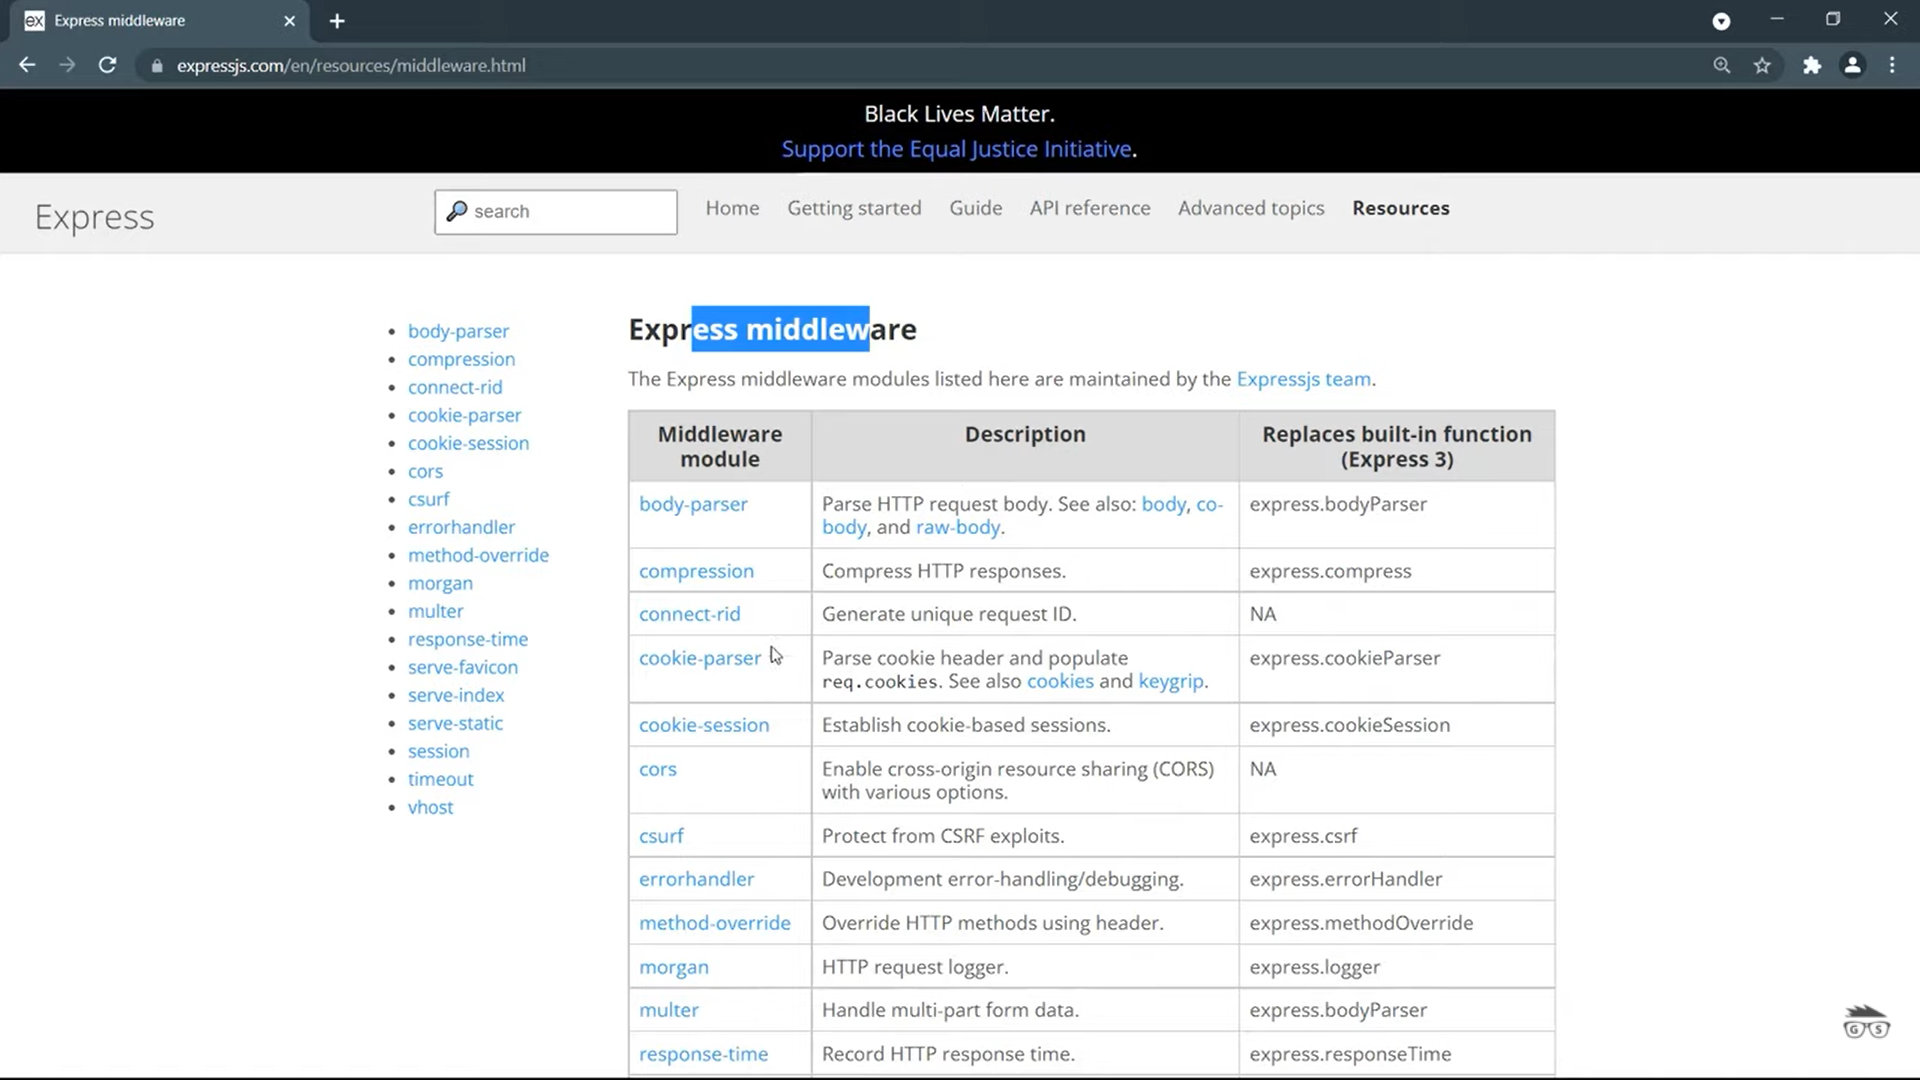 ex Express middleware
expressjs.com/en/resources/middleware.html
Black Lives Matter.
Support the Equal Justice Initiative.
Express
search
Home
Getting started
Guide
API reference
Advanced topics
Resources
body-parser
compression
connect-rid
cookie-parser
cookie-session
cors
csurf
errorhandler
method-override
morgan
multer
response-time
serve-favicon
serve-index
serve-static
session
timeout
vhost
Express middleware
The Express middleware modules listed here are maintained by the Expressjs team.
Middleware
module
Description
Replaces built-in function
(Express 3)
body-parser
Parse HTTP request body. See also: body, co-
body, and raw-body.
express.bodyParser
compression
Compress HTTP responses.
express.compress
connect-rid
Generate unique request ID.
NA
cookie-parser
Parse cookie header and populate
req.cookies. See also cookies and keygrip.
express.cookieParser
cookie-session
Establish cookie-based sessions.
express.cookieSession
cors
Enable cross-origin resource sharing (CORS)
with various options.
NA
csurf
Protect from CSRF exploits.
express.csrf
errorhandler
Development error-handling/debugging.
express.errorHandler
method-override
Override HTTP methods using header.
express.methodOverride
morgan
HTTP request logger.
express.logger
multer
Handle multi-part form data.
express.bodyParser
response-time
Record HTTP response time.
express.responseTime
G S